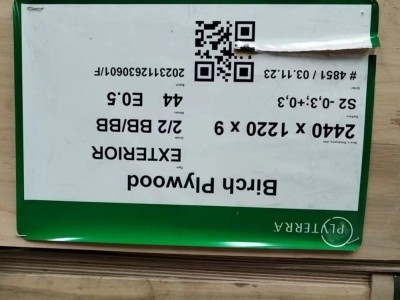 PLYTERRA
Birch Plywood
EXTERIOR
2440 x 1220 x 9
2/2 BB/BB
S2 -0,3;+0,3
44 E0.5
# 4851 / 03.11.23
2023112630601/F